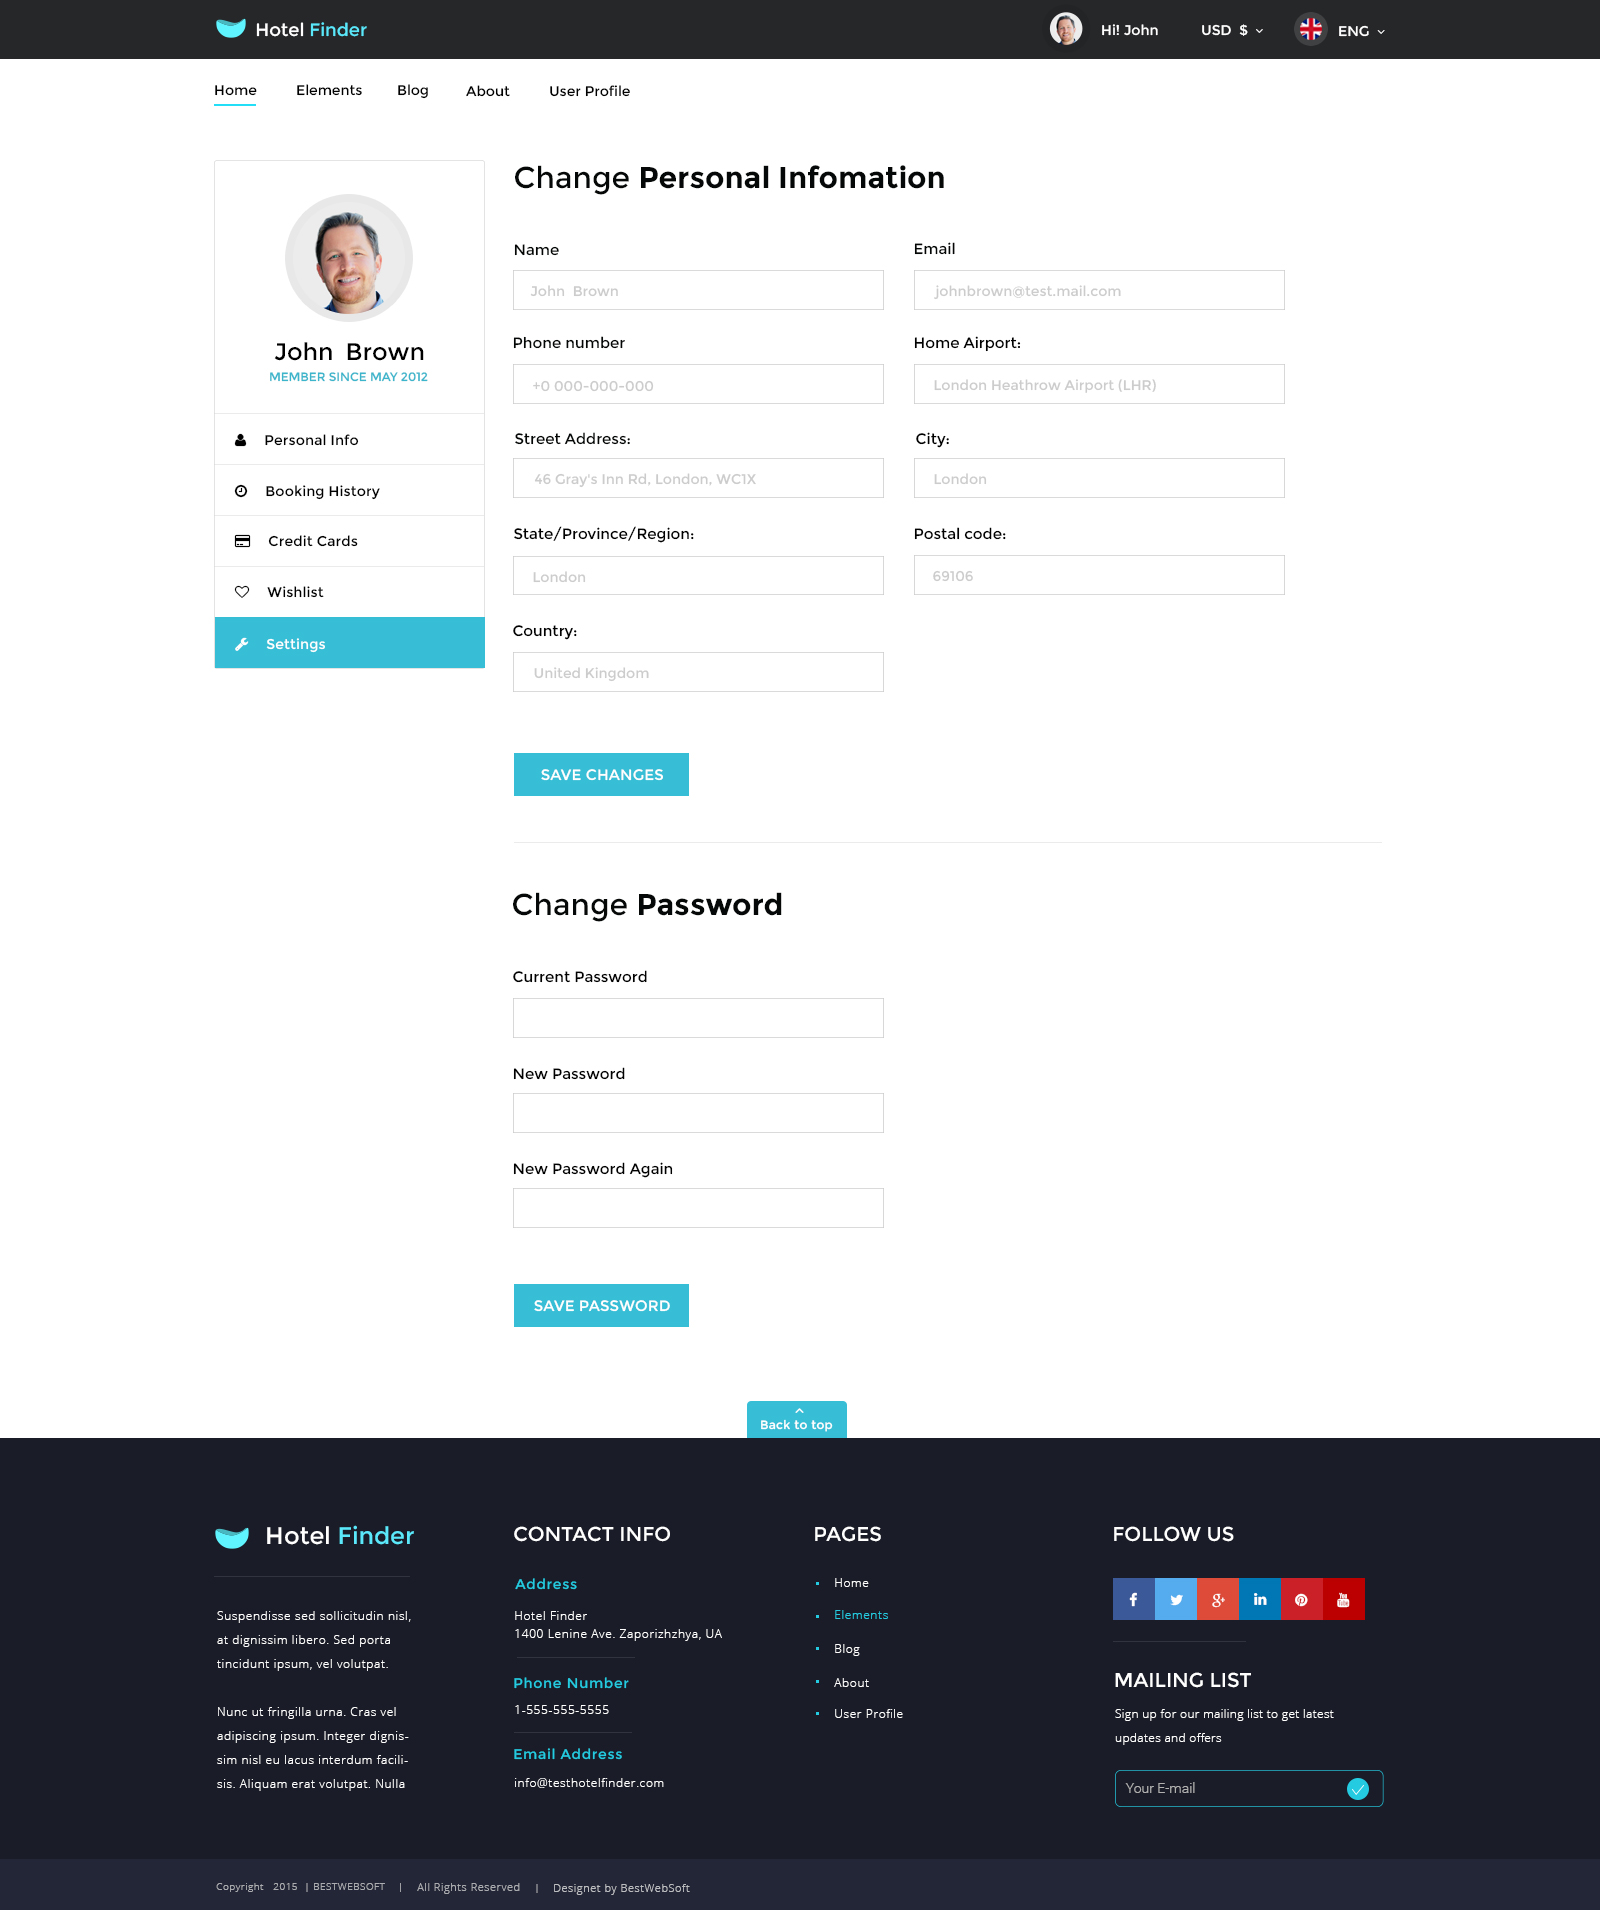 Hotel Finder
Hi! John
USD $
ENG
Home
Elements
Blog
About
User Profile
John  Brown
MEMBER SINCE MAY 2012
Personal Info
Booking History
Credit Cards
Wishlist
Settings
Change Personal Infomation
Name
Email
John  Brown
johnbrown@test.mail.com
Phone number
Home Airport:
+0 000-000-000
London Heathrow Airport (LHR)
Street Address:
City:
46 Gray's Inn Rd, London, WC1X
London
State/Province/Region:
Postal code:
London
69106
Country:
United Kingdom
SAVE CHANGES
Change Password
Current Password
New Password
New Password Again
SAVE PASSWORD
Back to top
Hotel Finder
Suspendisse sed sollicitudin nisl,
at dignissim libero. Sed porta
tincidunt ipsum, vel volutpat.
Nunc ut fringilla urna. Cras vel
adipiscing ipsum. Integer dignis-
sim nisl eu lacus interdum facili-
sis. Aliquam erat volutpat. Nulla
CONTACT INFO
Address
Hotel Finder
1400 Lenine Ave. Zaporizhzhya, UA
Phone Number
1-555-555-5555
Email Address
info@testhotelfinder.com
PAGES
Home
Elements
Blog
About
User Profile
FOLLOW US
MAILING LIST
Sign up for our mailing list to get latest
updates and offers
Your E-mail
Copyright 2015 | BESTWEBSOFT | All Rights Reserved | Designet by BestWebSoft